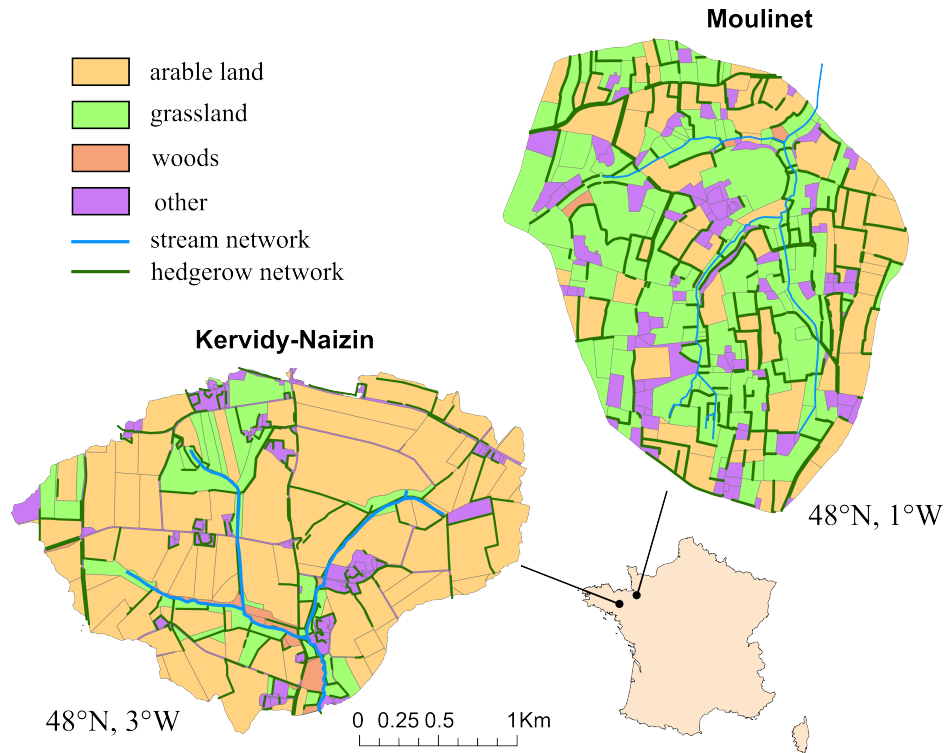 Moulinet
arable land
grassland
woods
other
stream network
hedgerow network
Kervidy-Naizin
48°N, 1°W
48°N, 3°W
0 0.25 0.5 1Km